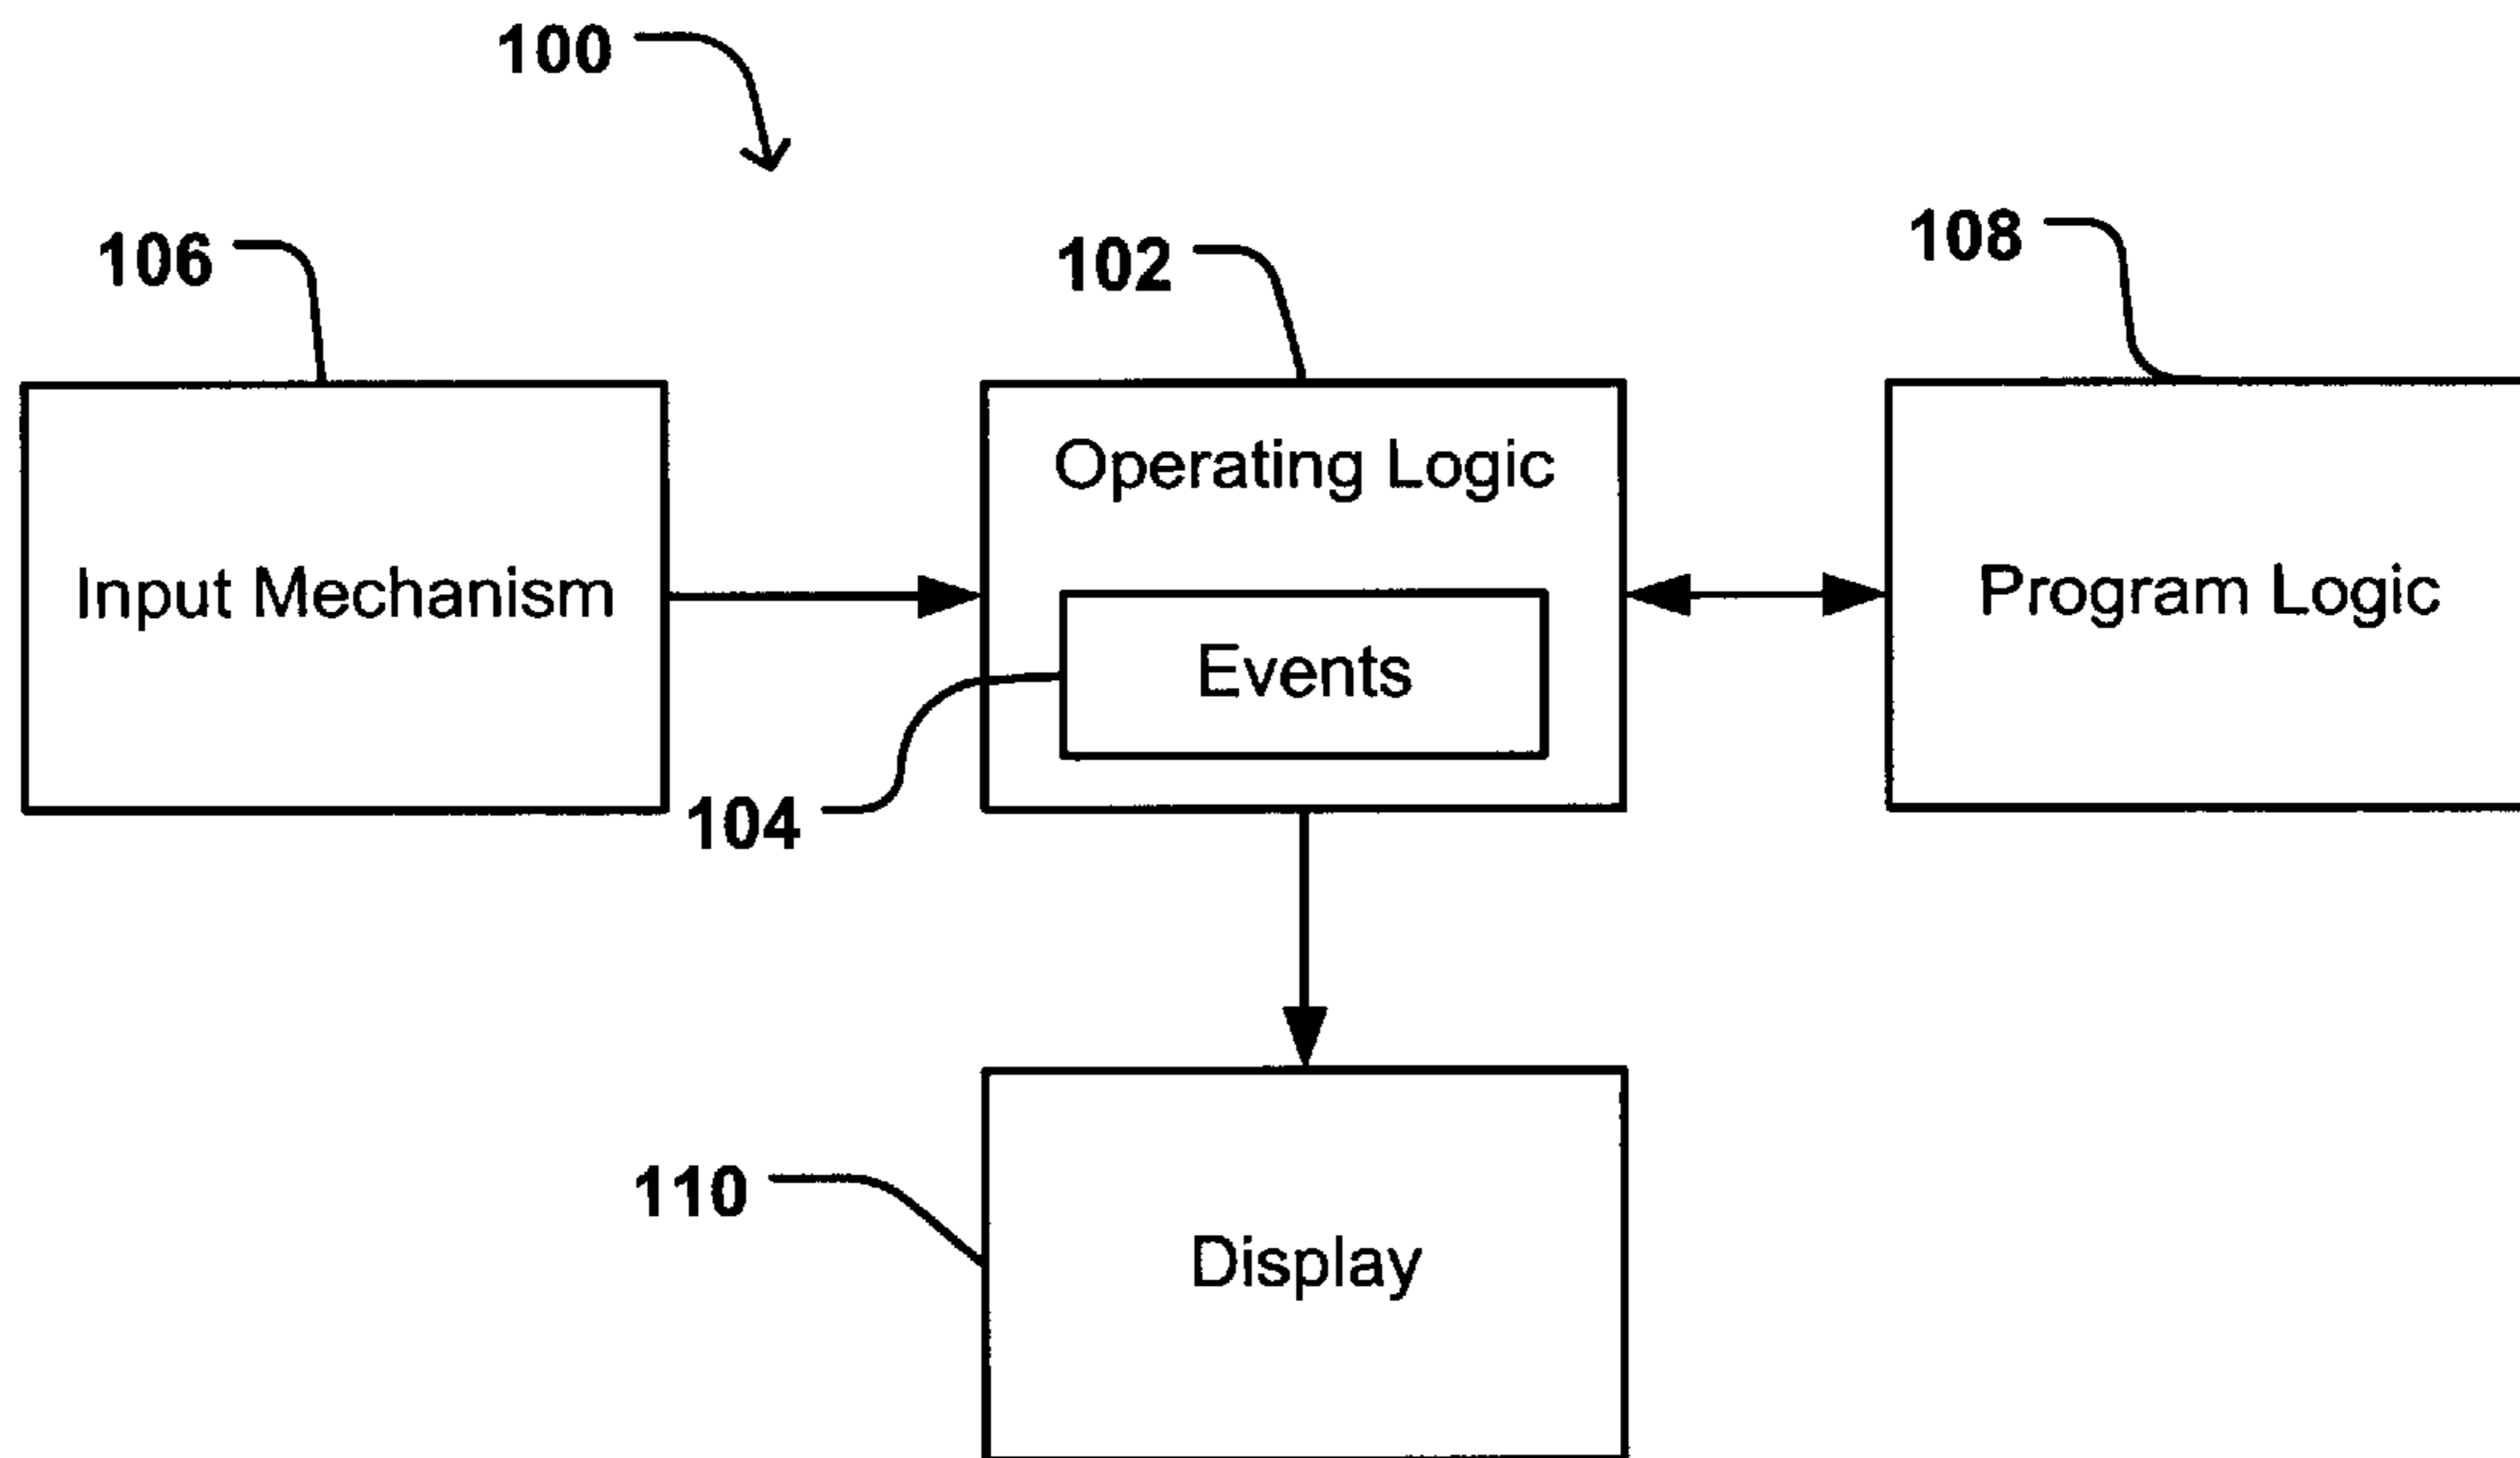 100
106
102
108
Operating Logic
Input Mechanism
Program Logic
Events
104
110
Display